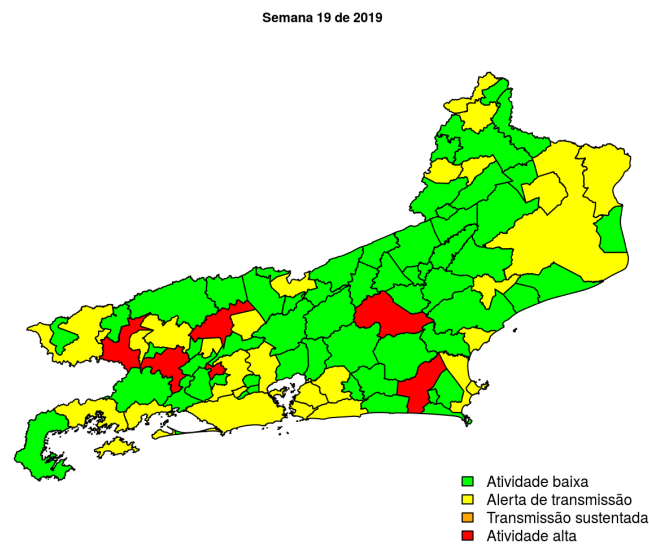 Semana 19 de 2019
Atividade baixa
Alerta de transmissão
Transmissão sustentada
Atividade alta